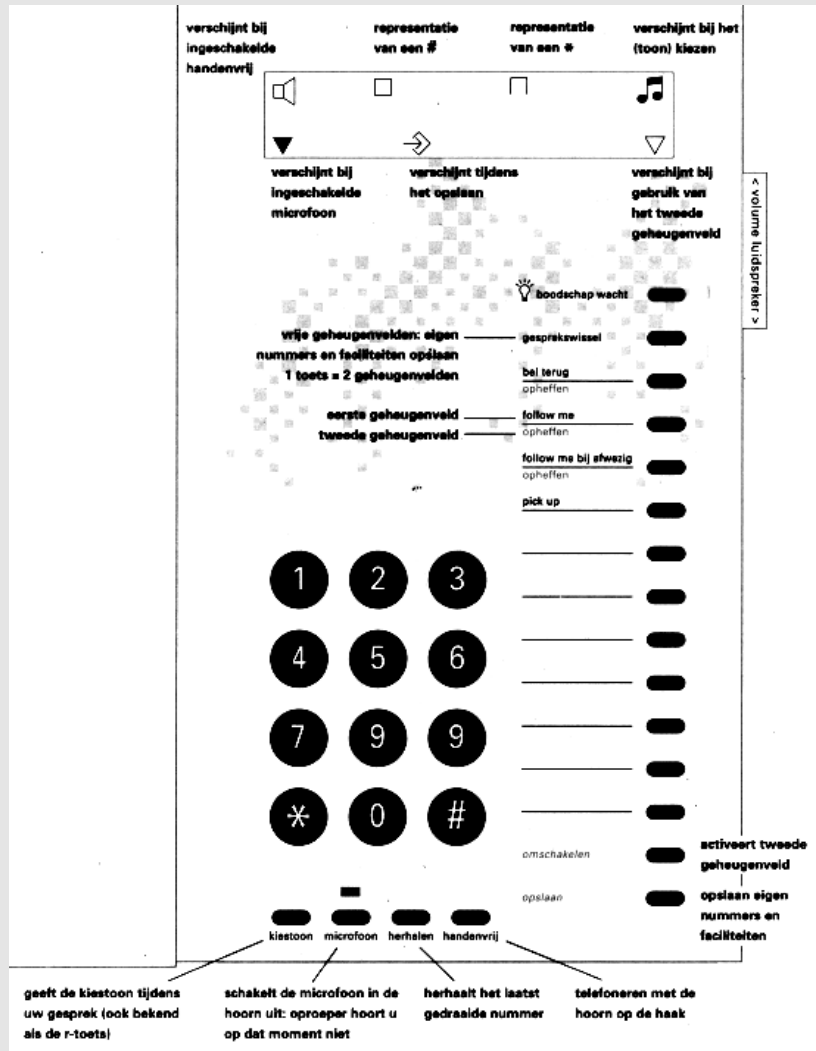 verschijnt bij
ingeschakelde
handenvrij
representatie
van een #
representatie
van een *
verschijnt bij het
(toon) kiezen
verschijnt bij
ingeschakelde
microfoon
verschijnt tijdens
het opslaan
verschijnt bij
gebruik van
het tweede
geheugenveld
< volume luidspreker >
boodschap wacht
vrije geheugenvelden: eigen
nummers en faciliteiten opslaan
1 toets = 2 geheugenvelden
gesprekswissel
bel terug
opheffen
eerste geheugenveld
tweede geheugenveld
follow me
opheffen
follow me bij afwezig
opheffen
pick up
1 2 3
4 5 6
7 9 9
* 0 #
omschakelen
activeert tweede
geheugenveld
opslaan
opslaan eigen
nummers en
faciliteiten
kiestoon microfoon herhalen handenvrij
geeft de kiestoon tijdens
uw gesprek (ook bekend
als de r-toets)
schakelt de microfoon in de
hoorn uit: oproeper hoort u
op dat moment niet
herhaalt het laatst
gedraaide nummer
telefoneren met de
hoorn op de haak